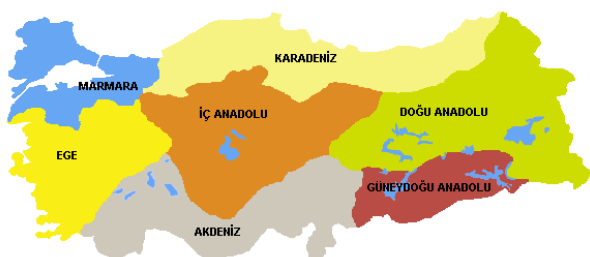 KARADENİZ
MARMARA
İÇ ANADOLU
DOĞU ANADOLU
EGE
GÜNEYDOĞU ANADOLU
AKDENİZ